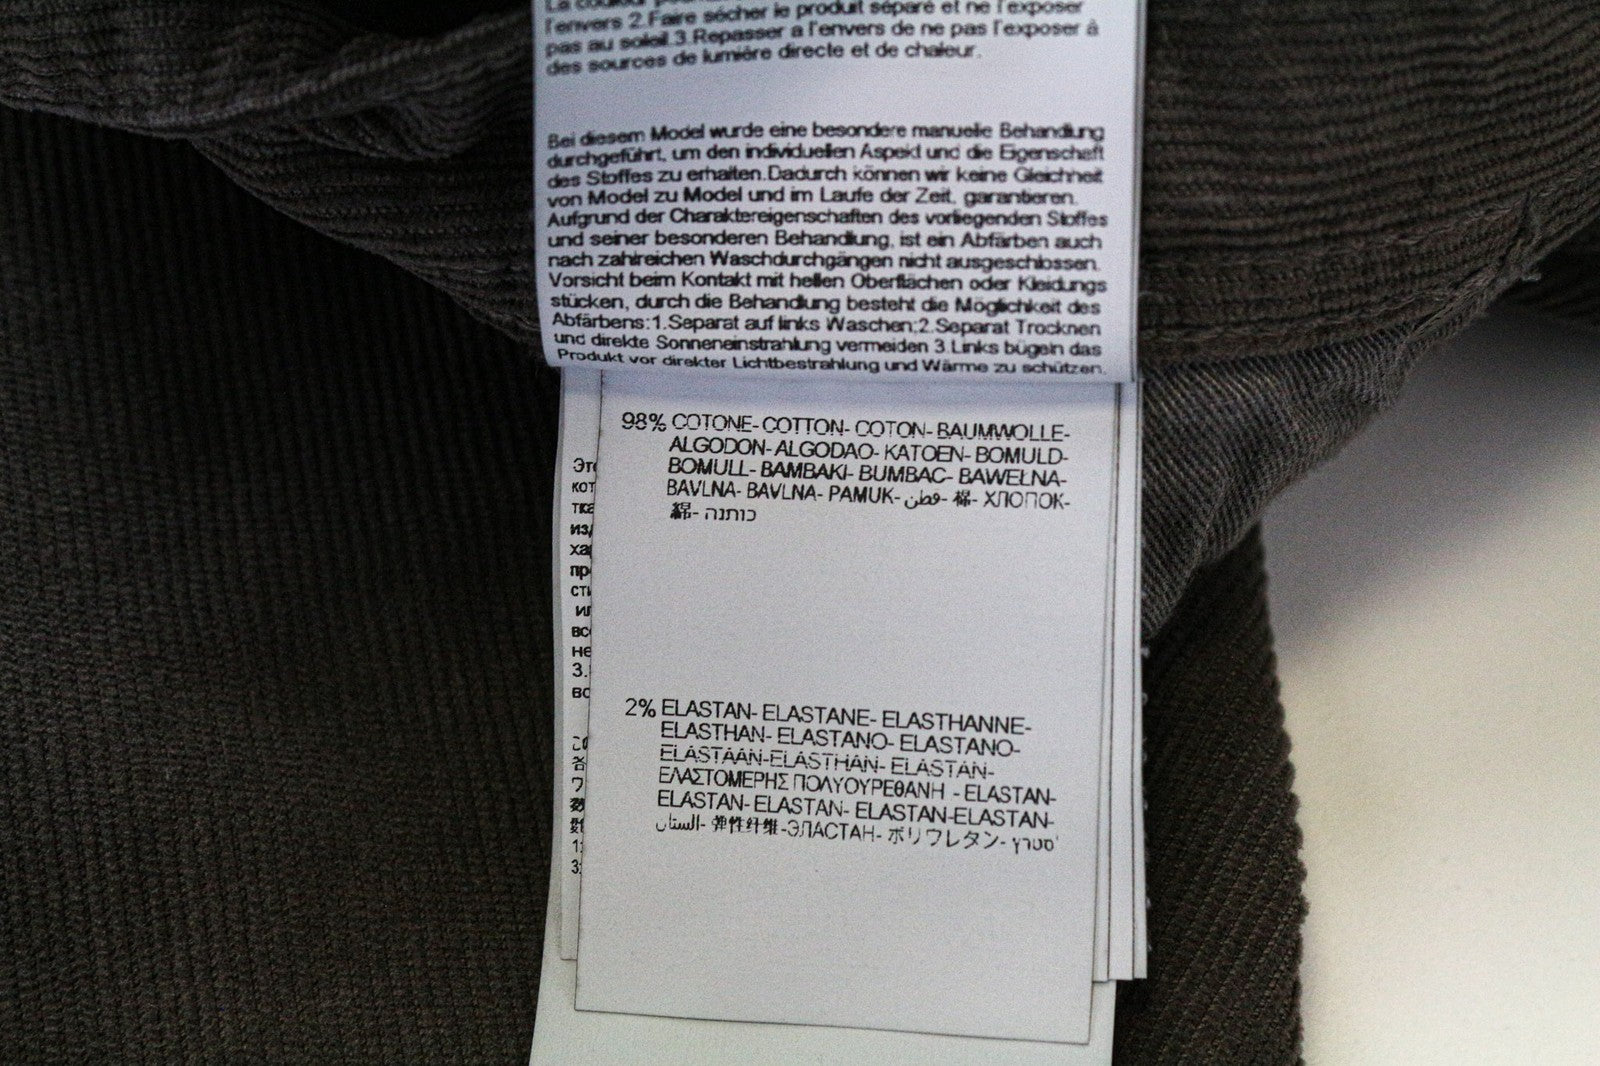 l'envers 2.Faire sécher le produit séparé et ne l'exposer
pas au soleil.3.Repasser a l'envers de ne pas l'exposer à
des sources de lumière directe et de chaleur.
Bei diesem Model wurde eine besondere manuelle Behandlung
durchgeführt, um den individuellen Aspekt und die Eigenschaft
des Stoffes zu erhalten.Dadurch können wir keine Gleichheit
von Model zu Model und im Laufe der Zeit, garantieren.
Aufgrund der Charaktereigenschaften des vorliegenden Stoffes
und seiner besonderen Behandlung, ist ein Abfärben auch
nach zahlreichen Waschdurchgängen nicht ausgeschlossen.
Vorsicht beim Kontakt mit hellen Oberflächen oder Kleidungs
stücken, durch die Behandlung besteht die Möglichkeit des
Abfärbens:1.Separat auf links Waschen;2.Separat Trocknen
und direkte Sonneneinstrahlung vermeiden 3.Links bügeln das
Produkt vor direkter Lichtbestrahlung und Wärme zu schützen.
98% COTONE- COTTON- COTON- BAUMWOLLE-
ALGODON- ALGODAO- KATOEN- BOMULD-
BOMULL- BAMBAKI- BUMBAC- BAWEŁNA-
BAVLNA- BAVLNA- PAMUK- قطن- 棉- ХЛОПОК-
綿- כותנה
2% ELASTAN- ELASTANE- ELASTHANNE-
ELASTHAN- ELASTANO- ELASTANO-
ELASTAAN-ELASTHAN- ELASTAN-
ΕΛΑΣΤΟΜΕΡΗΣ ΠΟΛΥΟΥΡΕΘΑΝΗ - ELASTAN-
ELASTAN- ELASTAN- ELASTAN-ELASTAN-
الستان- 弹性纤维-ЭЛАСТАН- ポリウレタン- סטרץ'